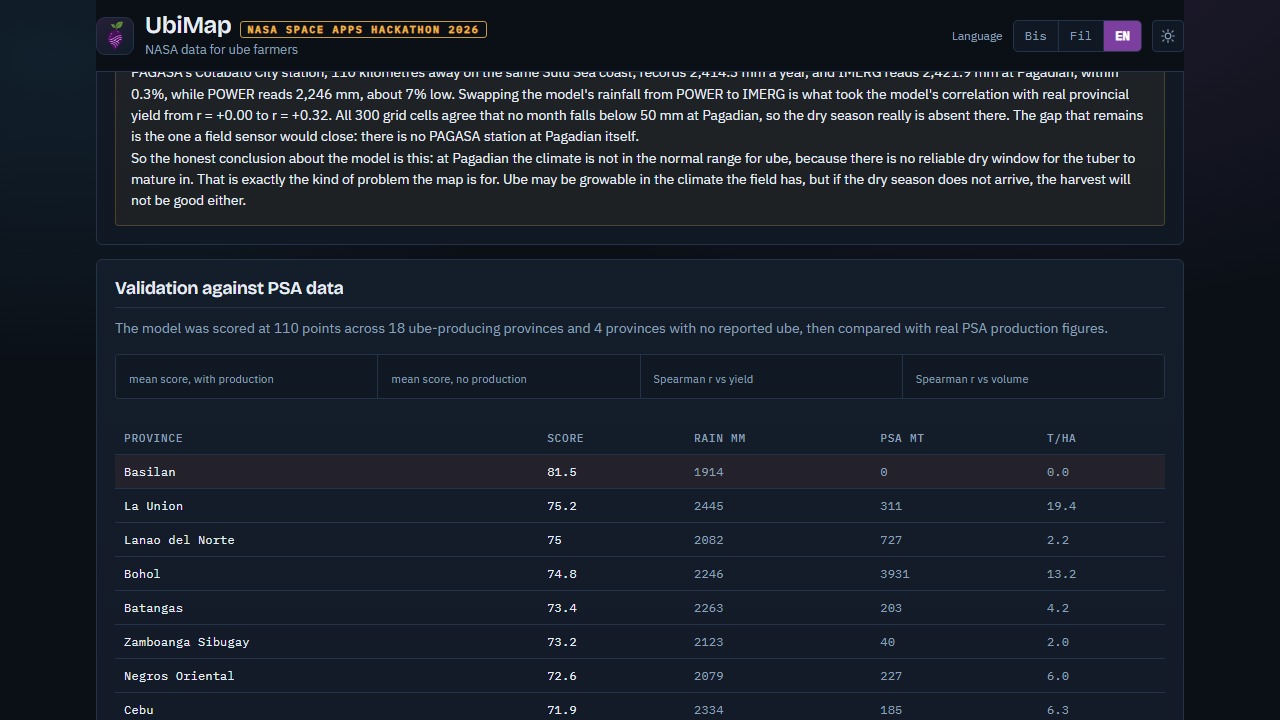 UbiMap NASA SPACE APPS HACKATHON 2026
NASA data for ube farmers
Language Bis Fil EN
PAGASA's Cotabato City station, 110 kilometres away on the same Sulu Sea coast, records 2,414.3 mm a year, and IMERG reads 2,421.9 mm at Pagadian, within
0.3%, while POWER reads 2,246 mm, about 7% low. Swapping the model's rainfall from POWER to IMERG is what took the model's correlation with real provincial
yield from r = +0.00 to r = +0.32. All 300 grid cells agree that no month falls below 50 mm at Pagadian, so the dry season really is absent there. The gap that remains
is the one a field sensor would close: there is no PAGASA station at Pagadian itself.
So the honest conclusion about the model is this: at Pagadian the climate is not in the normal range for ube, because there is no reliable dry window for the tuber to
mature in. That is exactly the kind of problem the map is for. Ube may be growable in the climate the field has, but if the dry season does not arrive, the harvest will
not be good either.
Validation against PSA data
The model was scored at 110 points across 18 ube-producing provinces and 4 provinces with no reported ube, then compared with real PSA production figures.
mean score, with production mean score, no production Spearman r vs yield Spearman r vs volume
PROVINCE SCORE RAIN MM PSA MT T/HA
Basilan 81.5 1914 0 0.0
La Union 75.2 2445 311 19.4
Lanao del Norte 75 2082 727 2.2
Bohol 74.8 2246 3931 13.2
Batangas 73.4 2263 203 4.2
Zamboanga Sibugay 73.2 2123 40 2.0
Negros Oriental 72.6 2079 227 6.0
Cebu 71.9 2334 185 6.3